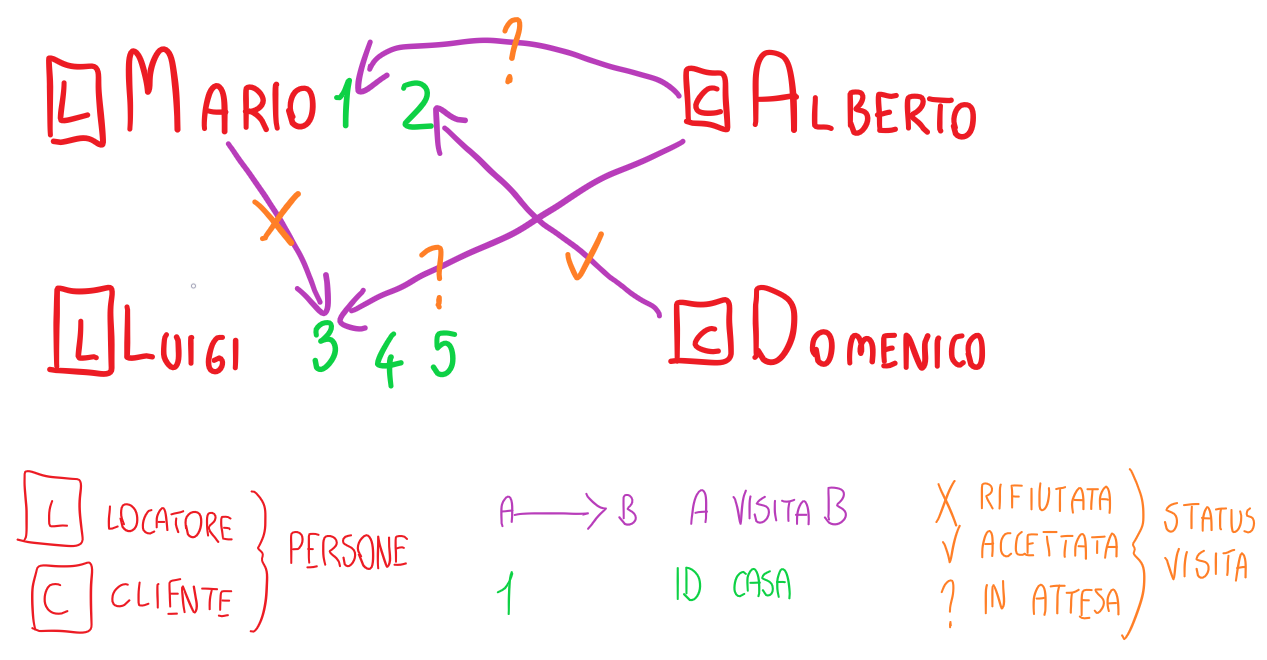 ?
L MARIO 1 2 C ALBERTO
X
? √
L LUIGI 3 4 5 C DOMENICO
L LOCATORE
C CLIENTE
PERSONE
A → B A VISITA B
1 ID CASA
X RIFIUTATA
√ ACCETTATA
? IN ATTESA
STATUS
VISITA